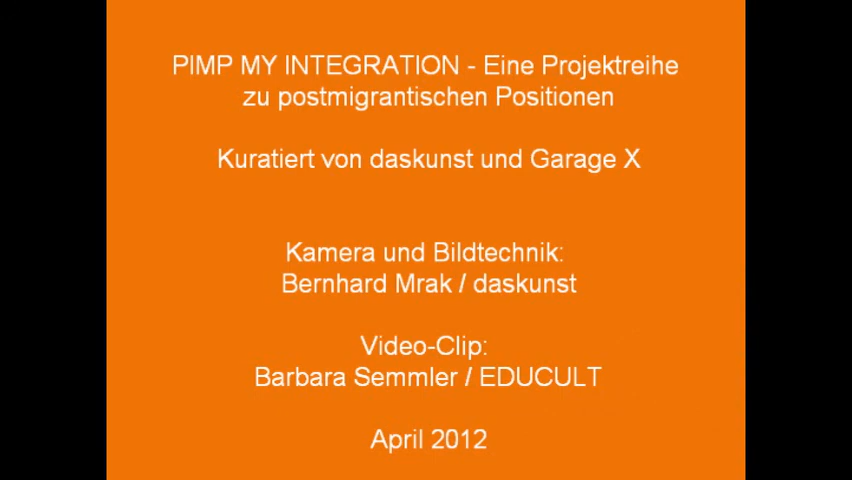 PIMP MY INTEGRATION - Eine Projektreihe
zu postmigrantischen Positionen
Kuratiert von daskunst und Garage X
Kamera und Bildtechnik:
Bernhard Mrak / daskunst
Video-Clip:
Barbara Semmler / EDUCULT
April 2012